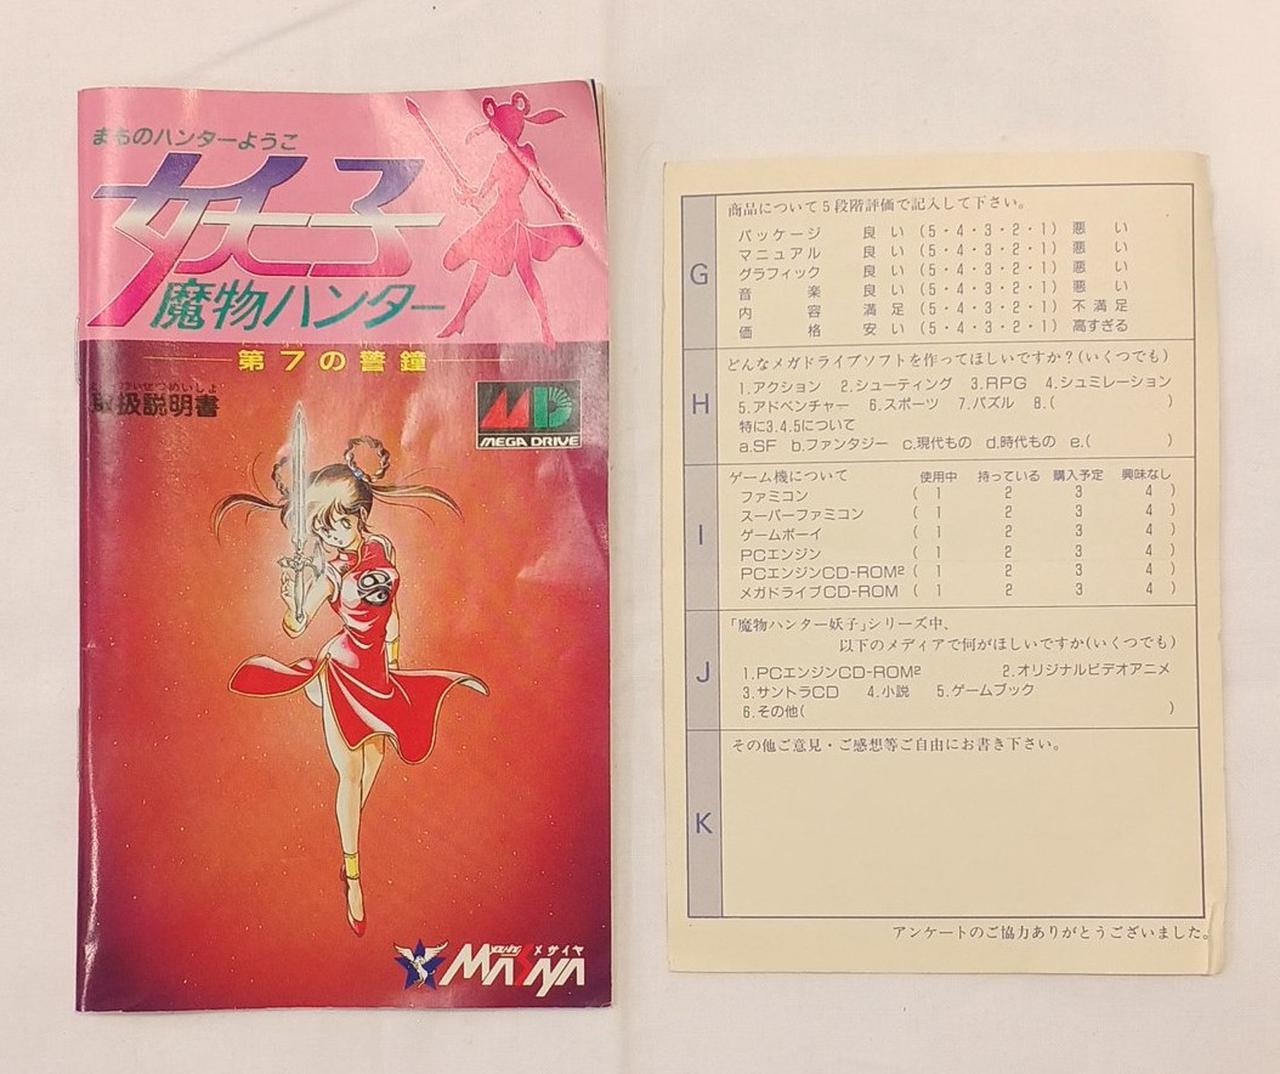 まものハンターようこ
妖子
魔物ハンター
第7の警鐘
とりあつかいせつめいしょ
取扱説明書
MD
MEGA DRIVE
メサイヤ
MASAYA
G
商品について5段階評価で記入して下さい。
パッケージ 良い (5・4・3・2・1) 悪い
マニュアル 良い (5・4・3・2・1) 悪い
グラフィック 良い (5・4・3・2・1) 悪い
音楽 良い (5・4・3・2・1) 悪い
内容 満足 (5・4・3・2・1) 不満足
価格 安い (5・4・3・2・1) 高すぎる
H
どんなメガドライブソフトを作ってほしいですか?(いくつでも)
1.アクション 2.シューティング 3.RPG 4.シュミレーション
5.アドベンチャー 6.スポーツ 7.パズル 8.( )
特に3.4.5について
a.SF b.ファンタジー c.現代もの d.時代もの e.( )
I
ゲーム機について 使用中 持っている 購入予定 興味なし
ファミコン ( 1 2 3 4 )
スーパーファミコン ( 1 2 3 4 )
ゲームボーイ ( 1 2 3 4 )
PCエンジン ( 1 2 3 4 )
PCエンジンCD-ROM² ( 1 2 3 4 )
メガドライブCD-ROM ( 1 2 3 4 )
J
「魔物ハンター妖子」シリーズ中、
以下のメディアで何がほしいですか(いくつでも)
1.PCエンジンCD-ROM² 2.オリジナルビデオアニメ
3.サントラCD 4.小説 5.ゲームブック
6.その他( )
K
その他ご意見・ご感想等ご自由にお書き下さい。
アンケートのご協力ありがとうございました。